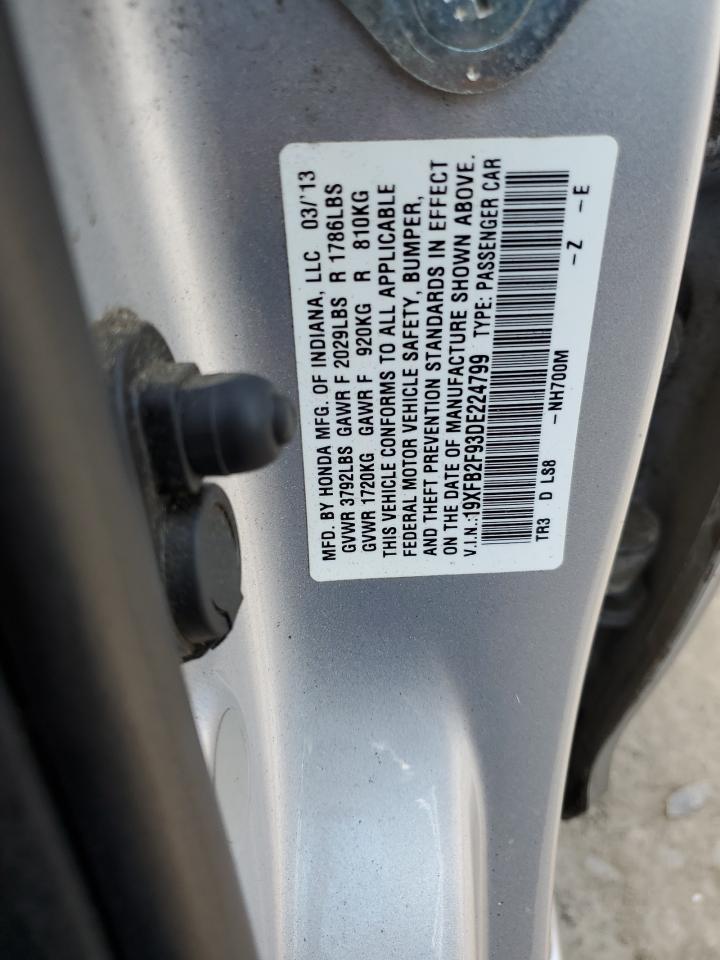 MFD. BY HONDA MFG. OF INDIANA, LLC 03/'13
GVWR 3792LBS GAWR F 2029LBS R 1786LBS
GVWR 1720KG GAWR F 920KG R 810KG
THIS VEHICLE CONFORMS TO ALL APPLICABLE
FEDERAL MOTOR VEHICLE SAFETY, BUMPER,
AND THEFT PREVENTION STANDARDS IN EFFECT
ON THE DATE OF MANUFACTURE SHOWN ABOVE.
V.I.N.:19XFB2F93DE224799 TYPE: PASSENGER CAR
TR3 D LS8 -NH700M -Z -E